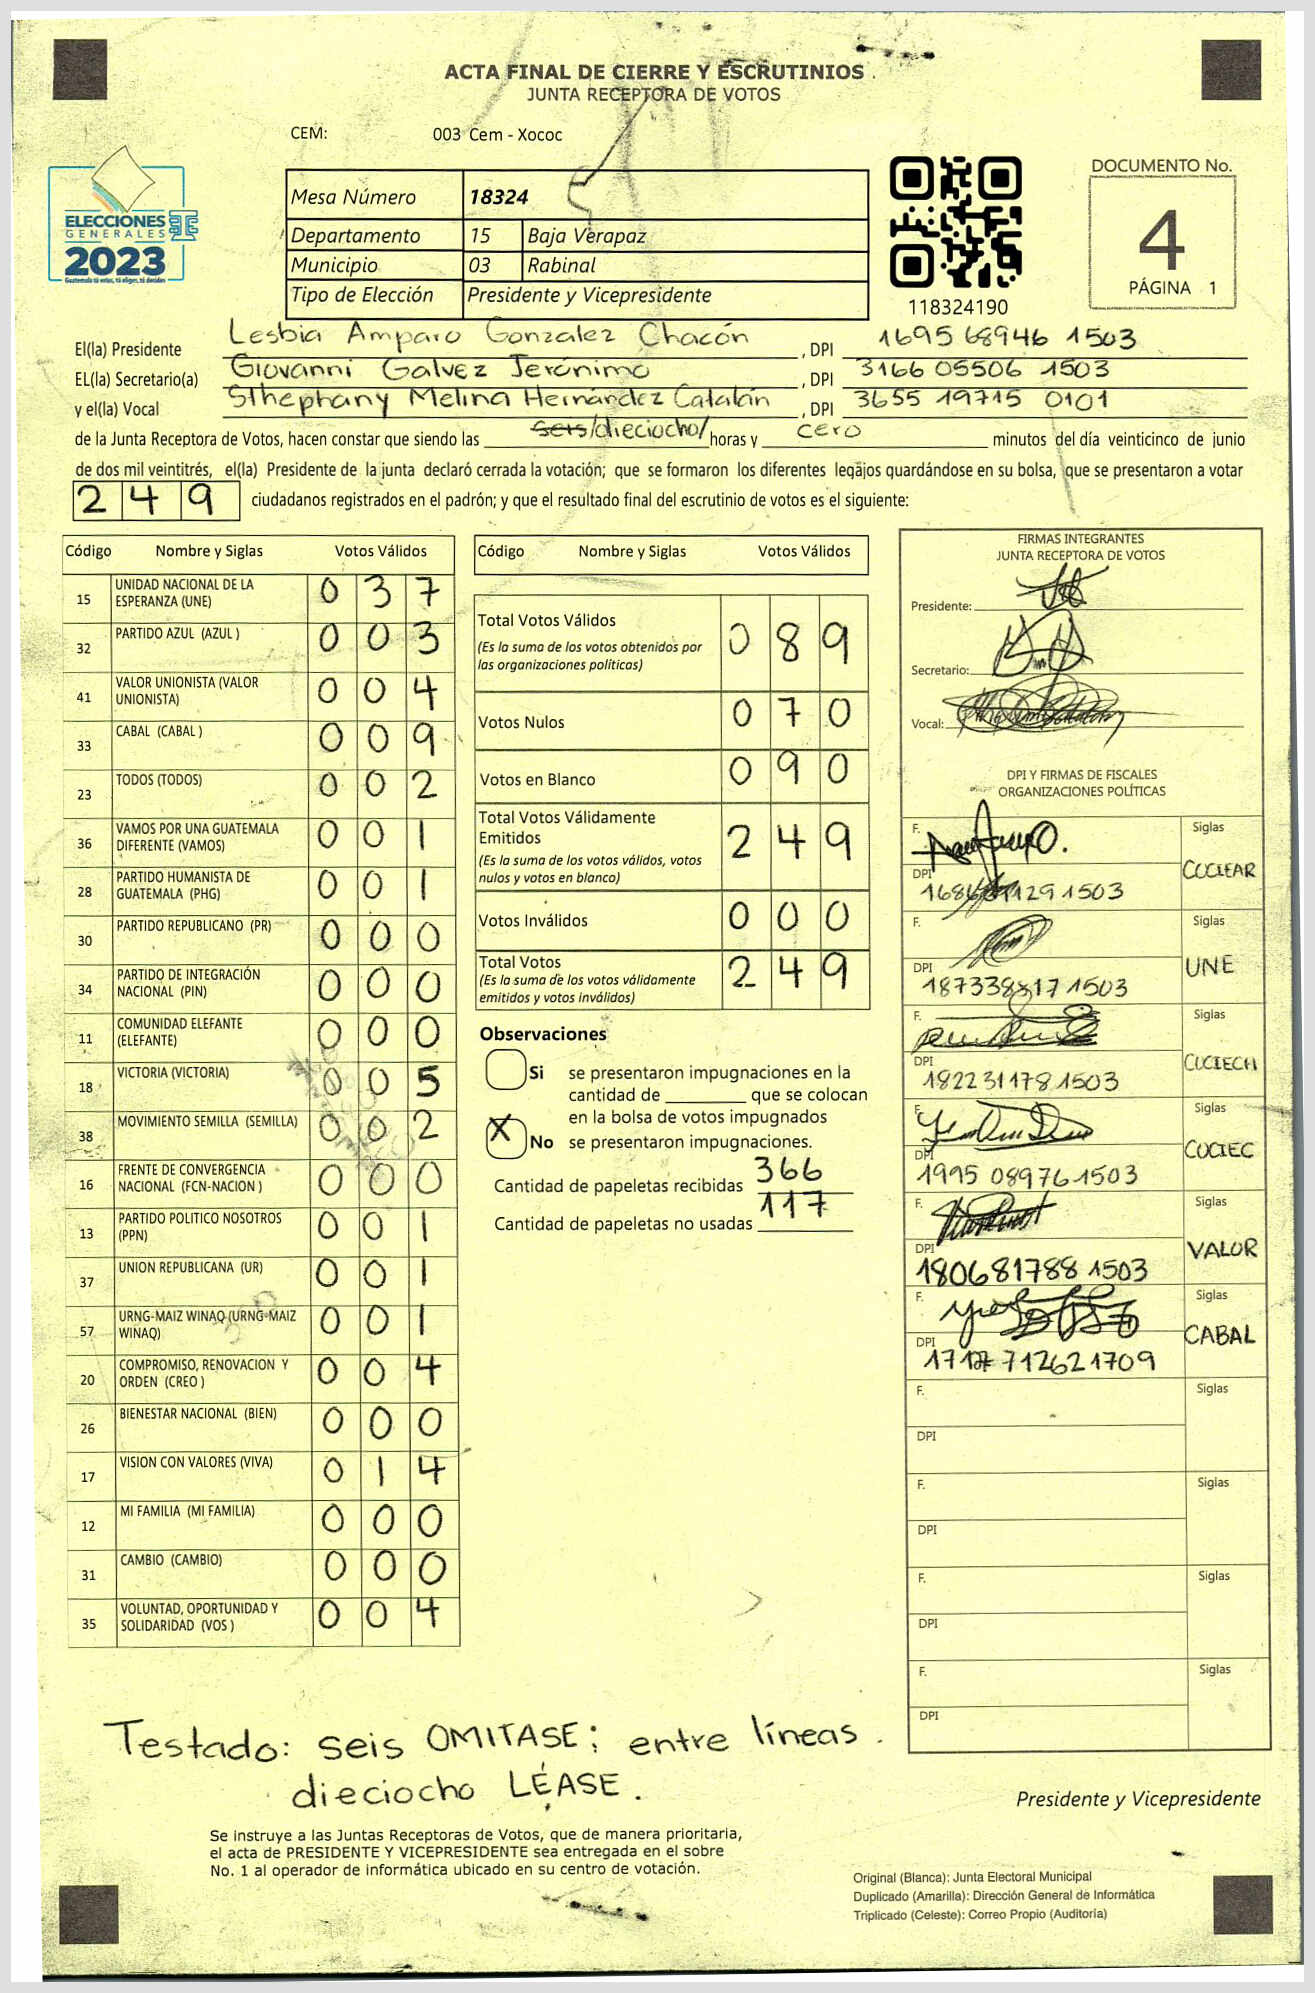 ACTA FINAL DE CIERRE Y ESCRUTINIOS
JUNTA RECEPTORA DE VOTOS
CEM: 003 Cem - Xococ
ELECCIONES
GENERALES
2023
Guatemala tú votas, tú eliges, tú decides
Mesa Número 18324
Departamento 15 Baja Verapaz
Municipio 03 Rabinal
Tipo de Elección Presidente y Vicepresidente
118324190
DOCUMENTO No.
4
PÁGINA 1
El(la) Presidente Lesbia Amparo Gonzalez Chacón , DPI 1695 68946 1503
EL(la) Secretario(a) Giovanni Galvez Jerónimo , DPI 3166 05506 1503
y el(la) Vocal Sthephany Melina Hernández Catalán , DPI 3655 19715 0101
de la Junta Receptora de Votos, hacen constar que siendo las seis /dieciocho/ horas y cero minutos del día veinticinco de junio
de dos mil veintitrés, el(la) Presidente de la junta declaró cerrada la votación; que se formaron los diferentes legajos quardándose en su bolsa, que se presentaron a votar
249 ciudadanos registrados en el padrón; y que el resultado final del escrutinio de votos es el siguiente:
Código Nombre y Siglas Votos Válidos
15 UNIDAD NACIONAL DE LA ESPERANZA (UNE) 0 3 7
32 PARTIDO AZUL (AZUL ) 0 0 3
41 VALOR UNIONISTA (VALOR UNIONISTA) 0 0 4
33 CABAL (CABAL ) 0 0 9
23 TODOS (TODOS) 0 0 2
36 VAMOS POR UNA GUATEMALA DIFERENTE (VAMOS) 0 0 1
28 PARTIDO HUMANISTA DE GUATEMALA (PHG) 0 0 1
30 PARTIDO REPUBLICANO (PR) 0 0 0
34 PARTIDO DE INTEGRACIÓN NACIONAL (PIN) 0 0 0
11 COMUNIDAD ELEFANTE (ELEFANTE) 0 0 0
18 VICTORIA (VICTORIA) 0 0 5
38 MOVIMIENTO SEMILLA (SEMILLA) 0 0 2
16 FRENTE DE CONVERGENCIA NACIONAL (FCN-NACION ) 0 0 0
13 PARTIDO POLITICO NOSOTROS (PPN) 0 0 1
37 UNION REPUBLICANA (UR) 0 0 1
57 URNG-MAIZ WINAQ (URNG-MAIZ WINAQ) 0 0 1
20 COMPROMISO, RENOVACION Y ORDEN (CREO ) 0 0 4
26 BIENESTAR NACIONAL (BIEN) 0 0 0
17 VISION CON VALORES (VIVA) 0 1 4
12 MI FAMILIA (MI FAMILIA) 0 0 0
31 CAMBIO (CAMBIO) 0 0 0
35 VOLUNTAD, OPORTUNIDAD Y SOLIDARIDAD (VOS ) 0 0 4
Código Nombre y Siglas Votos Válidos
Total Votos Válidos 0 8 9
(Es la suma de los votos obtenidos por
las organizaciones políticas)
Votos Nulos 0 7 0
Votos en Blanco 0 9 0
Total Votos Válidamente
Emitidos 2 4 9
(Es la suma de los votos válidos, votos
nulos y votos en blanco)
Votos Inválidos 0 0 0
Total Votos 2 4 9
(Es la suma de los votos válidamente
emitidos y votos inválidos)
Observaciones
Si se presentaron impugnaciones en la
cantidad de ________ que se colocan
en la bolsa de votos impugnados
X No se presentaron impugnaciones.
Cantidad de papeletas recibidas 366
Cantidad de papeletas no usadas 117
FIRMAS INTEGRANTES
JUNTA RECEPTORA DE VOTOS
Presidente:
Secretario:
Vocal:
DPI Y FIRMAS DE FISCALES
ORGANIZACIONES POLÍTICAS
F. Siglas
DPI 1503
F. Siglas UNE
DPI 187338817 1503
F. Siglas
DPI 182231178 1503
F. Siglas
DPI 1995 08976 1503
F. Siglas VALOR
DPI 180681788 1503
F. Siglas CABAL
DPI 712621709
F. Siglas
DPI
F. Siglas
DPI
F. Siglas
DPI
F. Siglas
DPI
Testado: seis OMITASE; entre líneas.
dieciocho LÉASE.
Presidente y Vicepresidente
Se instruye a las Juntas Receptoras de Votos, que de manera prioritaria,
el acta de PRESIDENTE Y VICEPRESIDENTE sea entregada en el sobre
No. 1 al operador de informática ubicado en su centro de votación.
Original (Blanca): Junta Electoral Municipal
Duplicado (Amarilla): Dirección General de Informática
Triplicado (Celeste): Correo Propio (Auditoría)